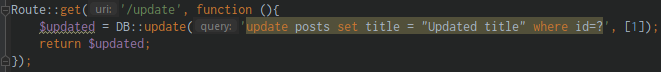 Route::get( uri: '/update', function (){
    $updated = DB::update( query: 'update posts set title = "Updated title" where id=?', [1]);
    return $updated;
});